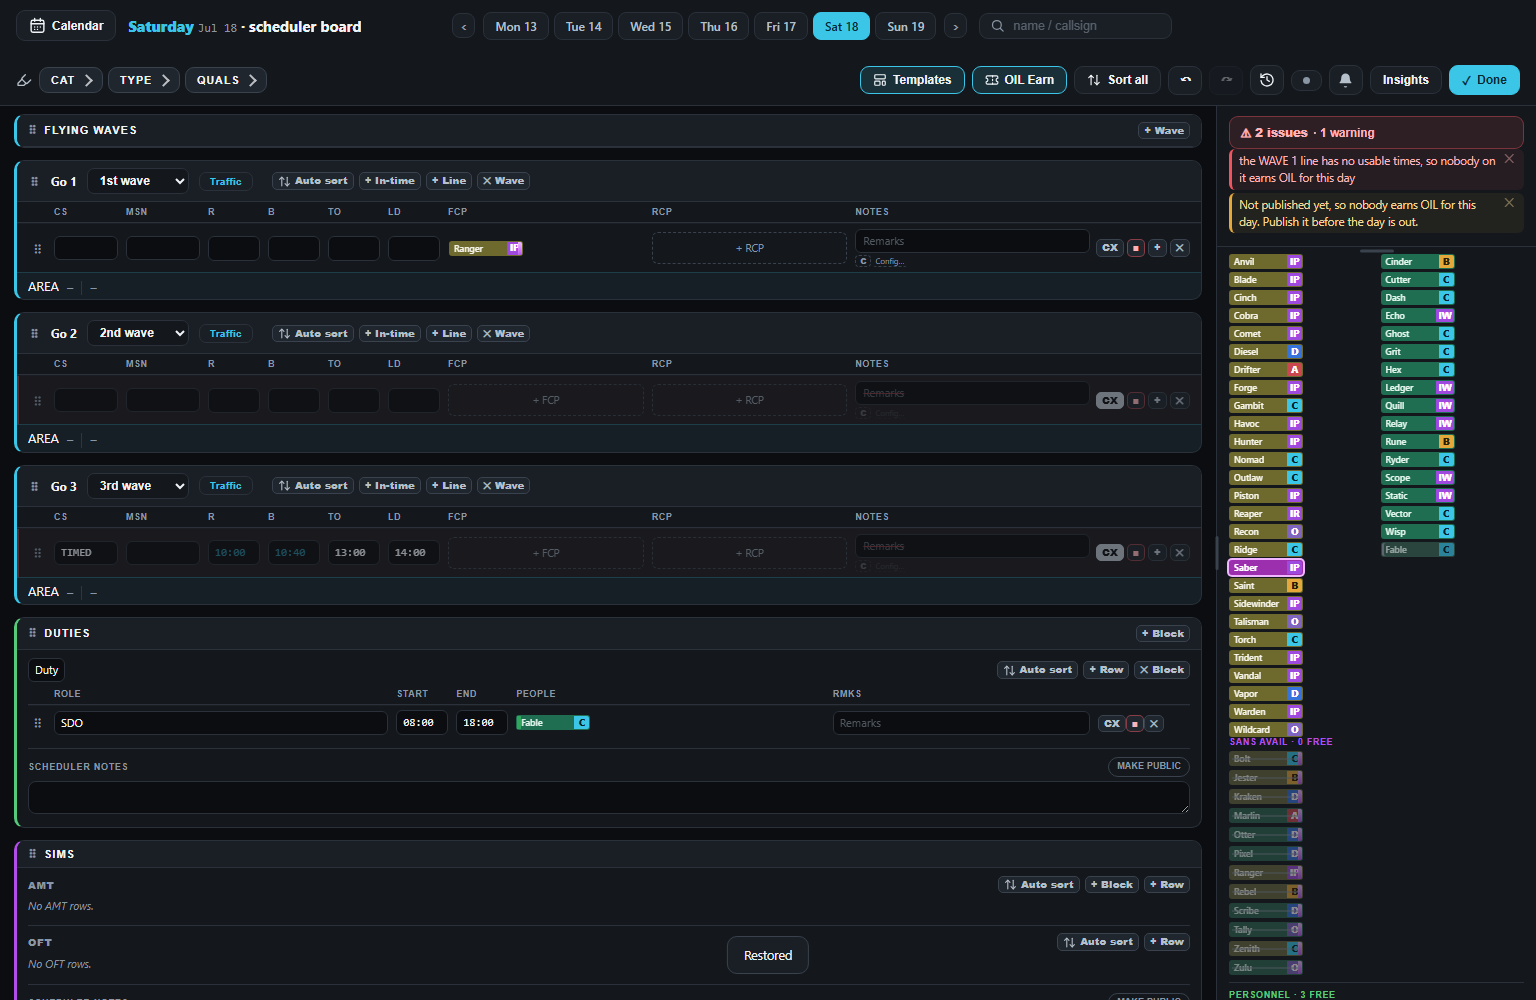 Calendar
Saturday Jul 18 · scheduler board
‹ Mon 13 Tue 14 Wed 15 Thu 16 Fri 17 Sat 18 Sun 19 ›
name / callsign
CAT TYPE QUALS
Templates OIL Earn Sort all Insights ✓ Done
FLYING WAVES + Wave
Go 1 1st wave Traffic Auto sort + In-time + Line X Wave
CS MSN R B TO LD FCP RCP NOTES
Ranger IP + RCP Remarks CX + X
C Config...
AREA – –
Go 2 2nd wave Traffic Auto sort + In-time + Line X Wave
CS MSN R B TO LD FCP RCP NOTES
+ FCP + RCP Remarks CX + X
C Config...
AREA – –
Go 3 3rd wave Traffic Auto sort + In-time + Line X Wave
CS MSN R B TO LD FCP RCP NOTES
TIMED 10:00 10:40 13:00 14:00 + FCP + RCP Remarks CX + X
C Config...
AREA – –
DUTIES + Block
Duty Auto sort + Row X Block
ROLE START END PEOPLE RMKS
SDO 08:00 18:00 Fable C Remarks CX X
SCHEDULER NOTES MAKE PUBLIC
SIMS
AMT Auto sort + Block + Row
No AMT rows.
OFT Auto sort + Row
No OFT rows.
Restored
⚠ 2 issues · 1 warning
the WAVE 1 line has no usable times, so nobody on
it earns OIL for this day
Not published yet, so nobody earns OIL for this
day. Publish it before the day is out.
Anvil IP
Blade IP
Cinch IP
Cobra IP
Comet IP
Diesel D
Drifter A
Forge IP
Gambit C
Havoc IP
Hunter IP
Nomad C
Outlaw C
Piston IP
Reaper IR
Recon O
Ridge C
Saber IP
Saint B
Sidewinder IP
Talisman O
Torch C
Trident IP
Vandal IP
Vapor D
Warden IP
Wildcard O
Cinder B
Cutter C
Dash C
Echo IW
Ghost C
Grit C
Hex C
Ledger IW
Quill IW
Relay IW
Rune B
Ryder C
Scope IW
Static IW
Vector C
Wisp C
Fable C
SANS AVAIL · 0 FREE
Bolt C
Jester B
Kraken D
Marlin A
Otter D
Pixel D
Ranger IP
Rebel B
Scribe D
Tally O
Zenith C
Zulu O
PERSONNEL · 3 FREE